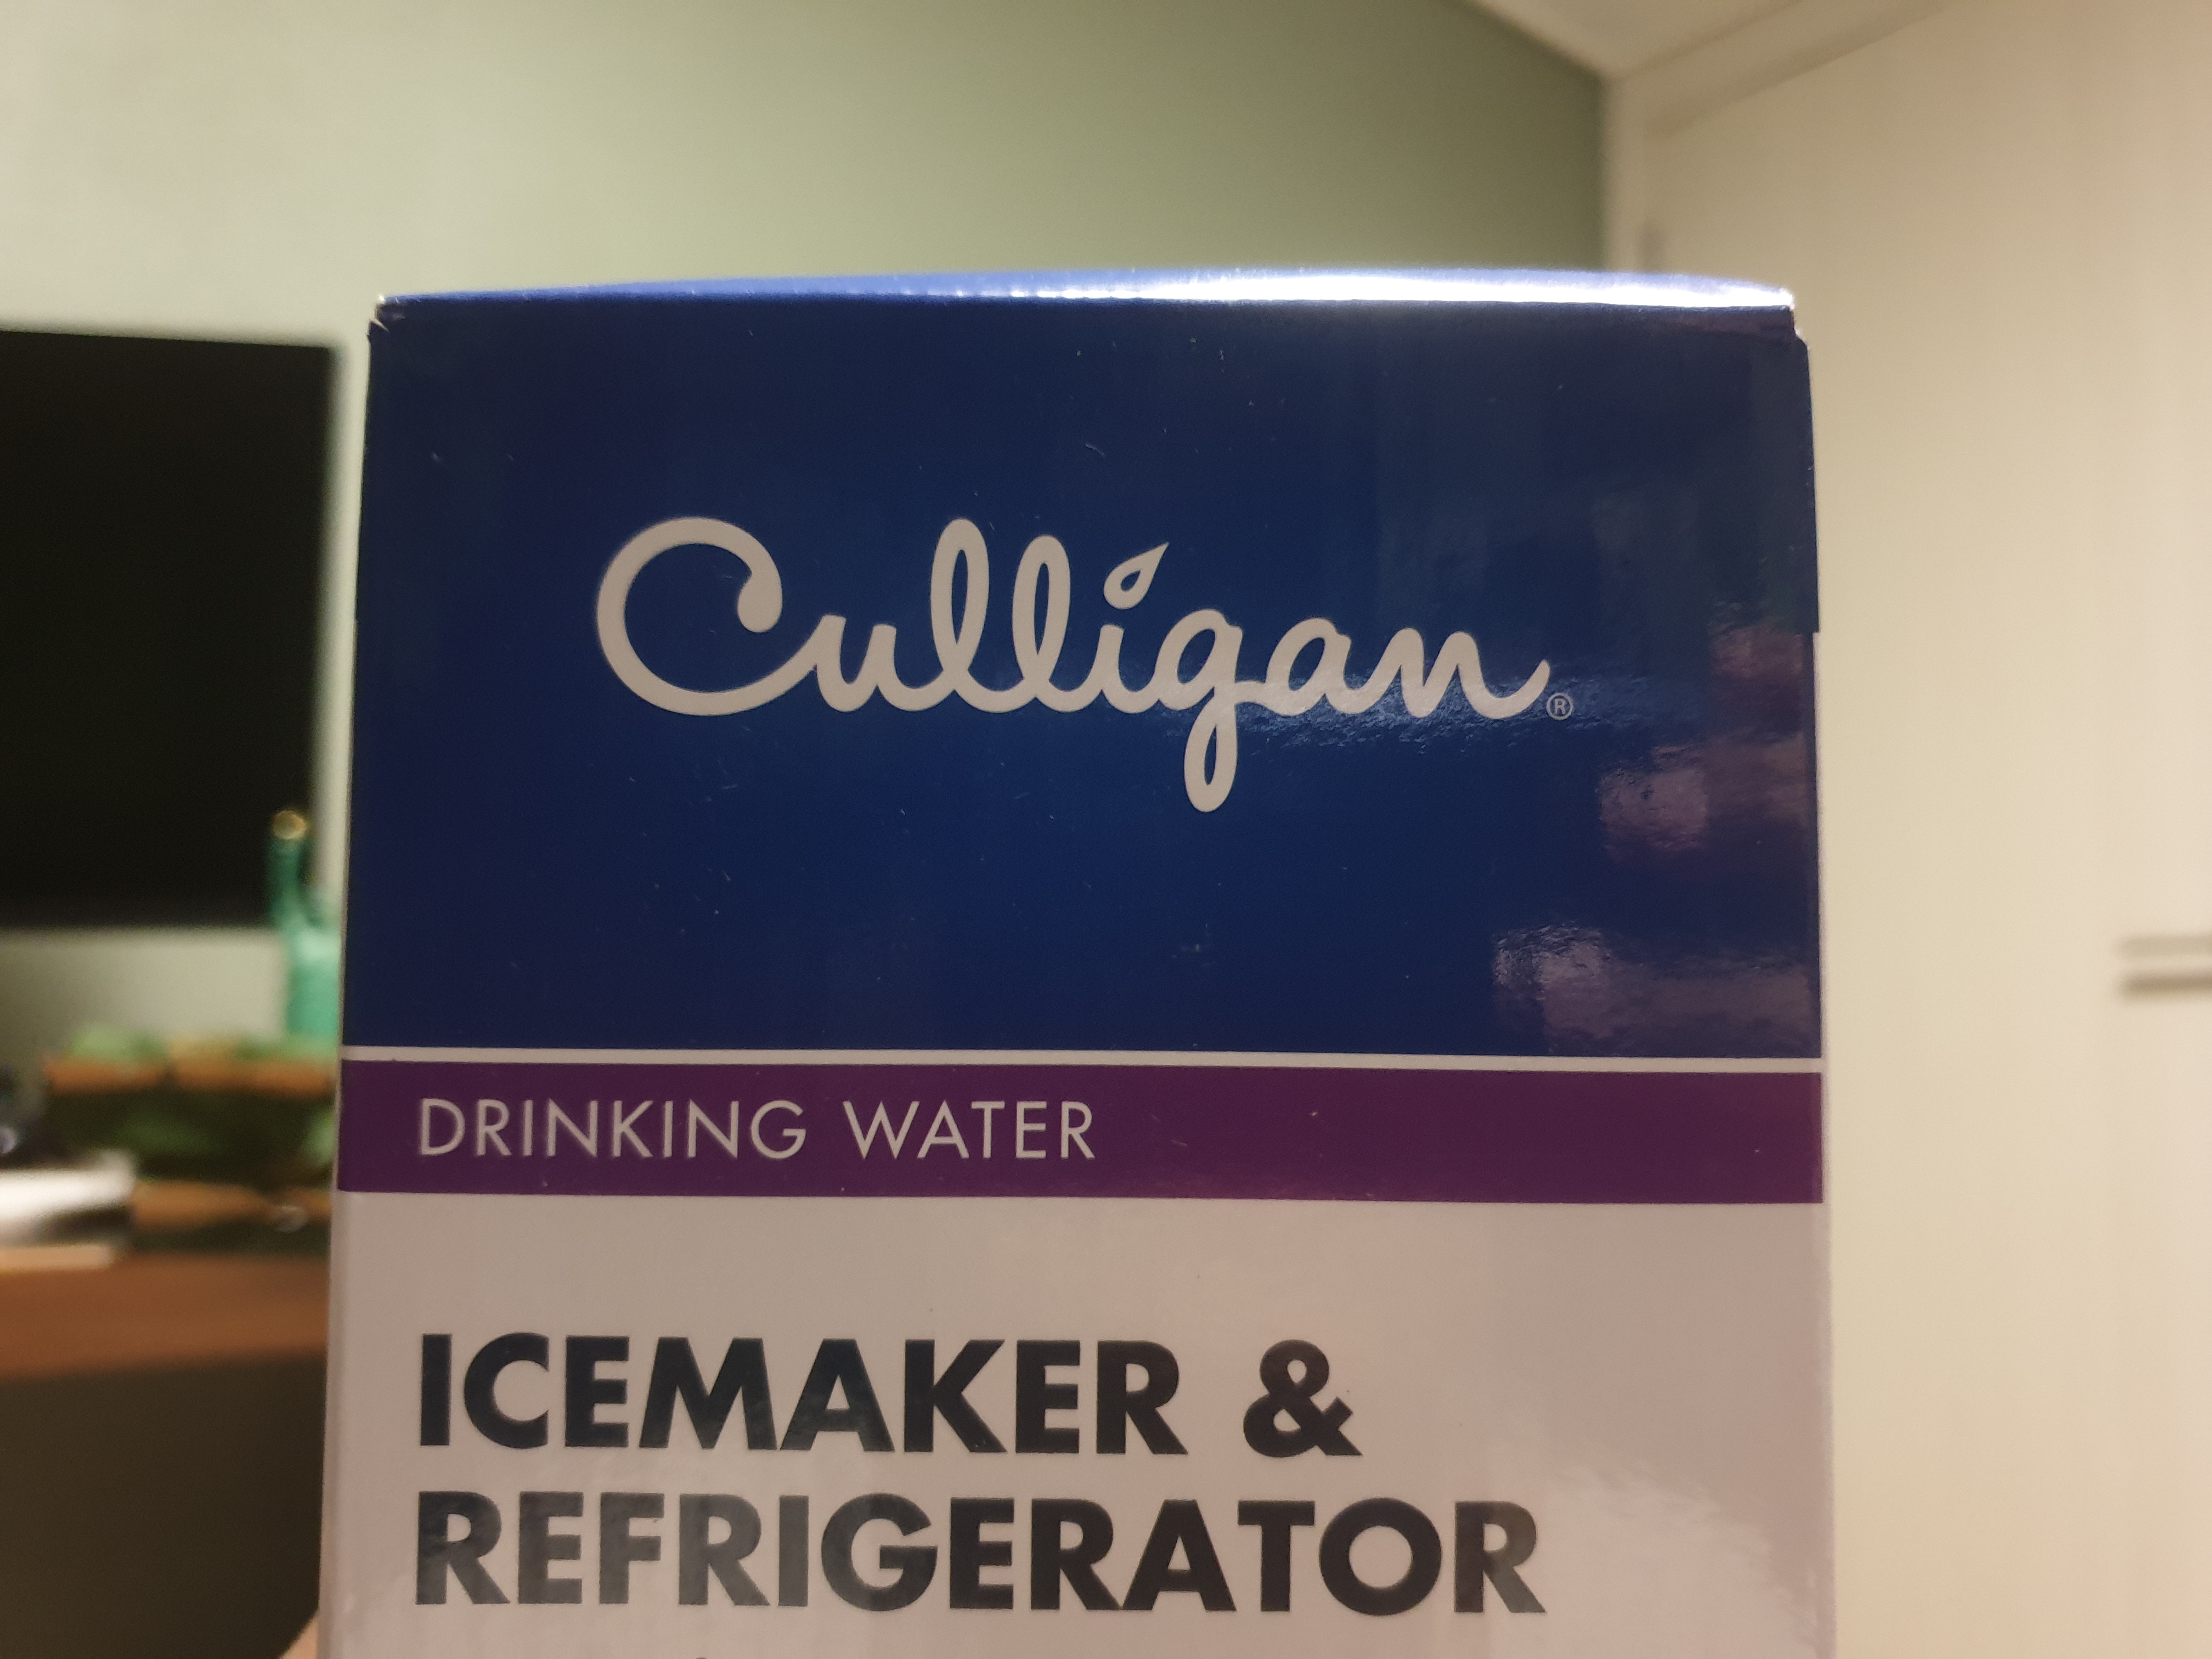 Culligan®
DRINKING WATER
ICEMAKER &
REFRIGERATOR